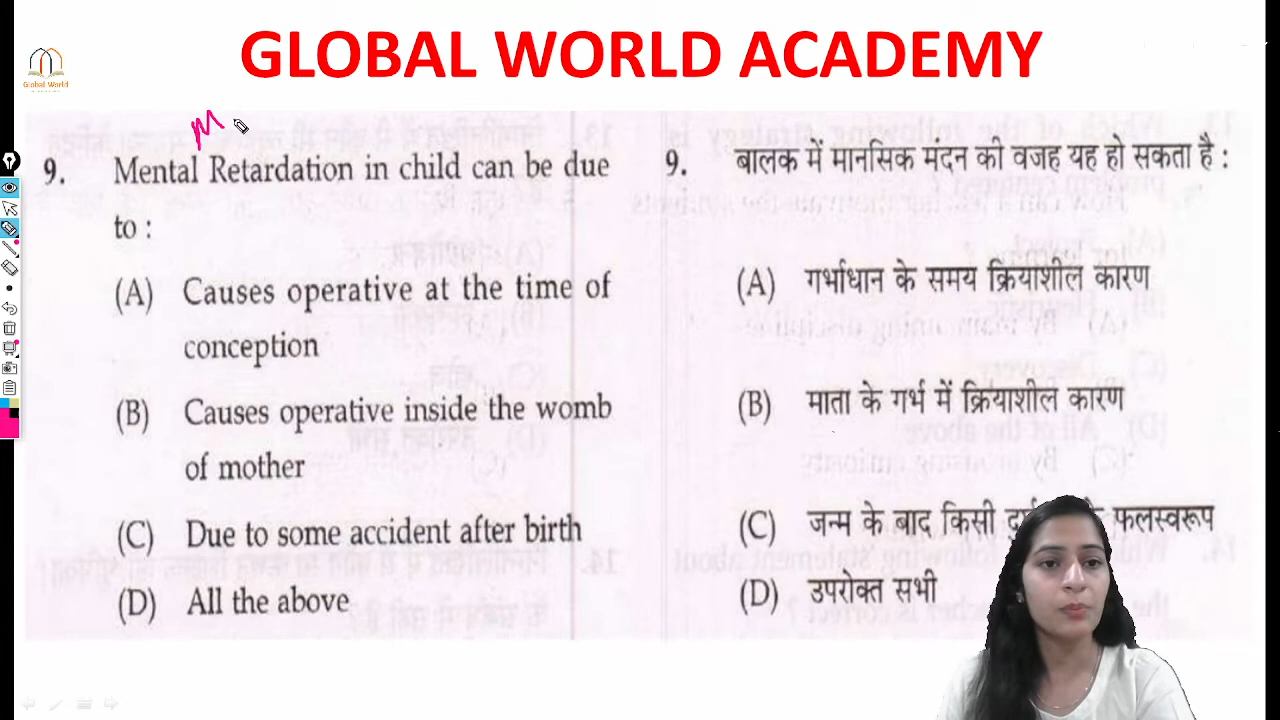 GLOBAL WORLD ACADEMY
Global World
M
9. Mental Retardation in child can be due
to :
(A) Causes operative at the time of
conception
(B) Causes operative inside the womb
of mother
(C) Due to some accident after birth
(D) All the above
9. बालक में मानसिक मंदन की वजह यह हो सकता है :
(A) गर्भाधान के समय क्रियाशील कारण
(B) माता के गर्भ में क्रियाशील कारण
(C) जन्म के बाद किसी फलस्वरूप
(D) उपरोक्त सभी